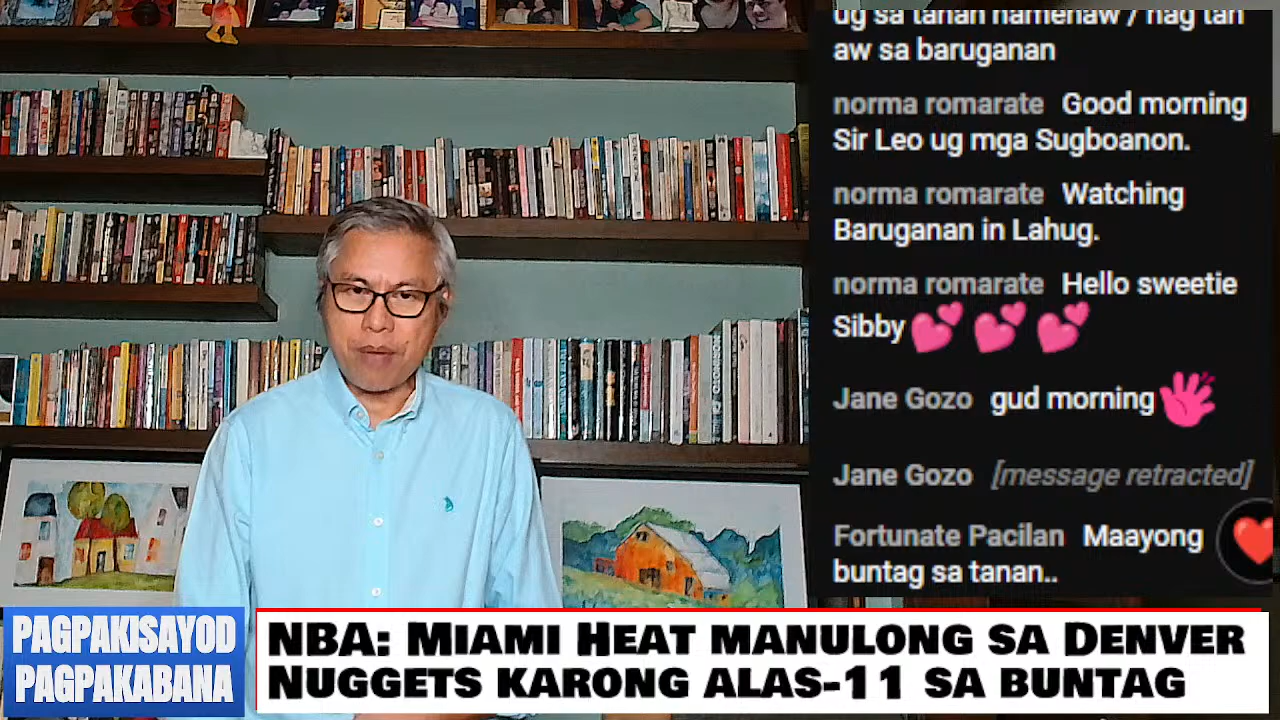 ug sa tanan namenaw / nag tan
aw sa baruganan
norma romarate Good morning
Sir Leo ug mga Sugboanon.
norma romarate Watching
Baruganan in Lahug.
norma romarate Hello sweetie
Sibby
Jane Gozo gud morning
Jane Gozo [message retracted]
Fortunate Pacilan Maayong
buntag sa tanan..
PAGPAKISAYOD
PAGPAKABANA
NBA: MIAMI HEAT MANULONG SA DENVER
NUGGETS KARONG ALAS-11 SA BUNTAG